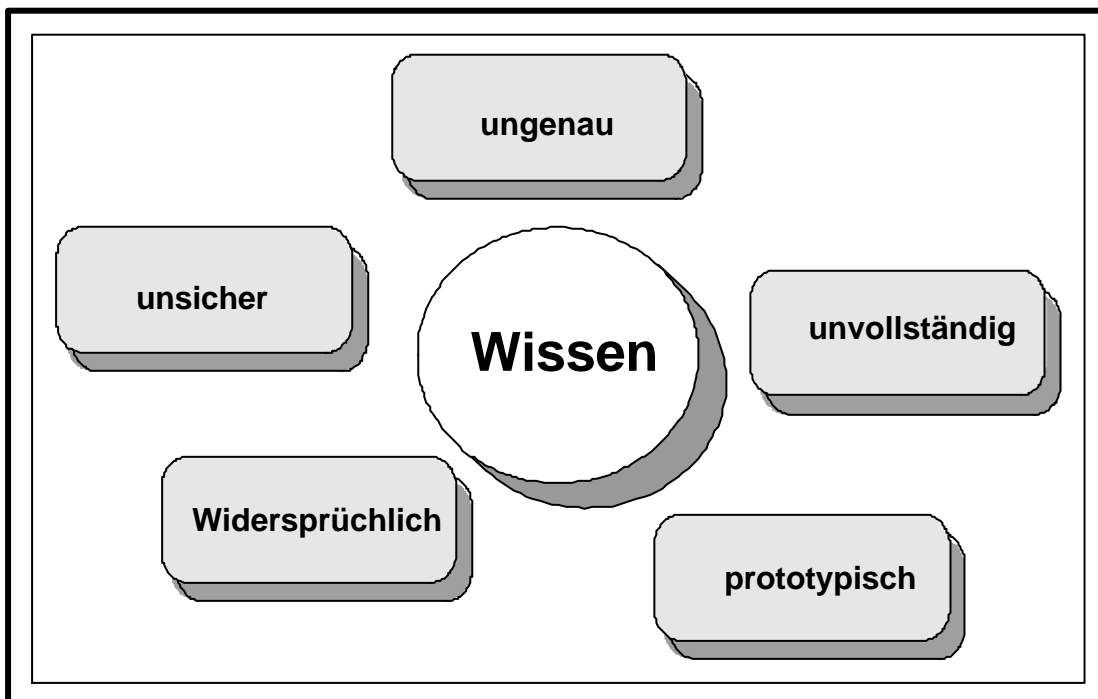 ungenau
unsicher
unvollständig
Wissen
Widersprüchlich
prototypisch